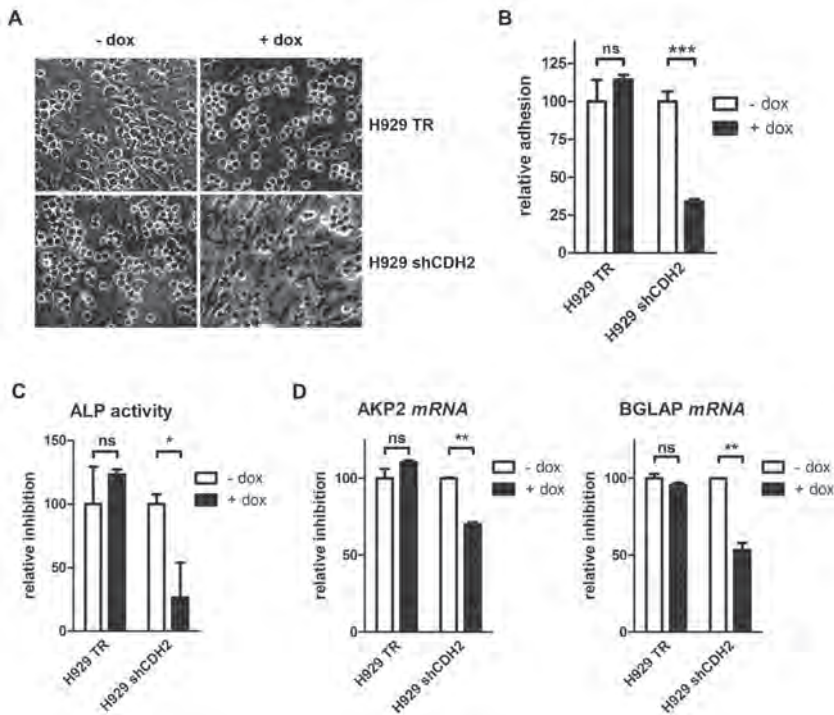 A
- dox
+ dox
H929 TR
H929 shCDH2
B
relative adhesion
125
100
75
50
25
0
ns
***
- dox
+ dox
H929 TR
H929 shCDH2
C
ALP activity
relative inhibition
150
100
50
0
ns
*
- dox
+ dox
H929 TR
H929 shCDH2
D
AKP2 mRNA
relative inhibition
100
50
0
ns
**
- dox
+ dox
H929 TR
H929 shCDH2
BGLAP mRNA
relative inhibition
100
50
0
ns
**
- dox
+ dox
H929 TR
H929 shCDH2